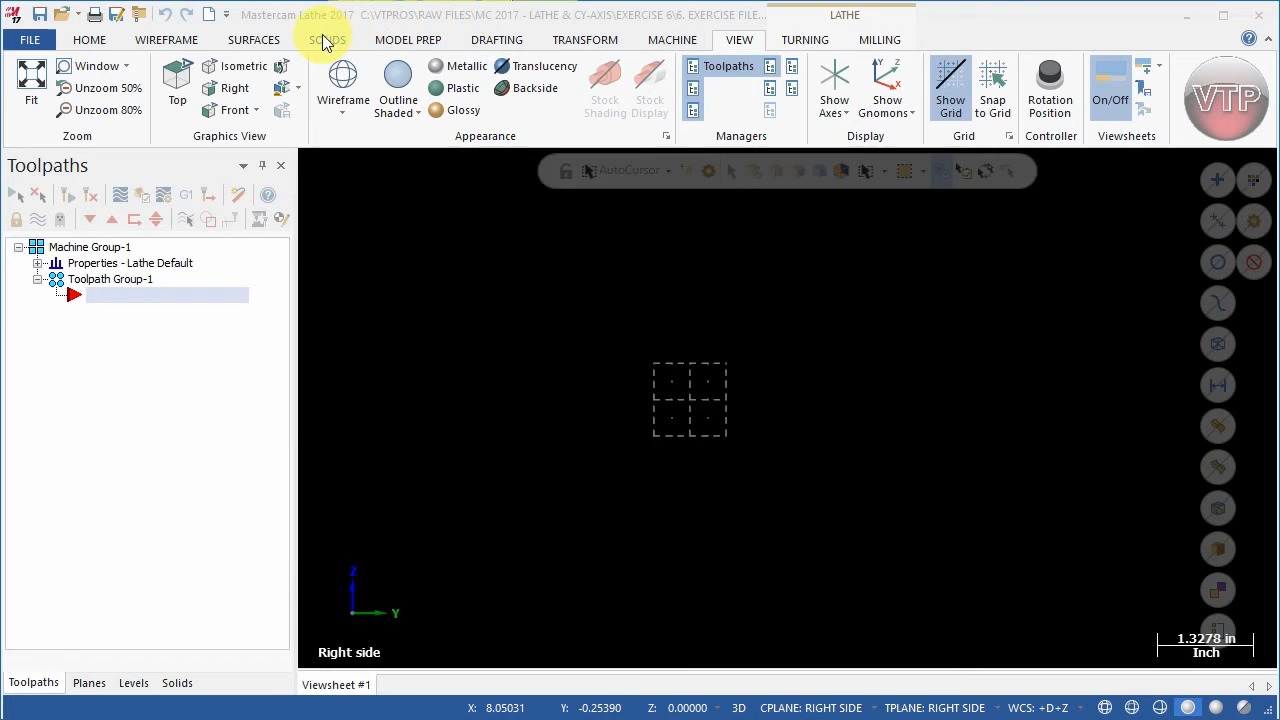 Mastercam Lathe 2017 C:\VTPROS\RAW FILES\MC 2017 - LATHE & CY-AXIS\EXERCISE 6\6. EXERCISE FILE... LATHE
FILE HOME WIREFRAME SURFACES SOLIDS MODEL PREP DRAFTING TRANSFORM MACHINE VIEW TURNING MILLING
Window Isometric Metallic Translucency Toolpaths
Unzoom 50% Right Plastic Backside
Unzoom 80% Front Glossy
Fit Top Wireframe Outline Shaded Stock Shading Stock Display Show Axes Show Gnomons Show Grid Snap to Grid Rotation Position On/Off VTP
Zoom Graphics View Appearance Managers Display Grid Controller Viewsheets
Toolpaths
AutoCursor
G1
Machine Group-1
Properties - Lathe Default
Toolpath Group-1
Z
Y
Right side
1.3278 in
Inch
Toolpaths Planes Levels Solids Viewsheet #1
X: 8.05031 Y: -0.25390 Z: 0.00000 3D CPLANE: RIGHT SIDE TPLANE: RIGHT SIDE WCS: +D+Z